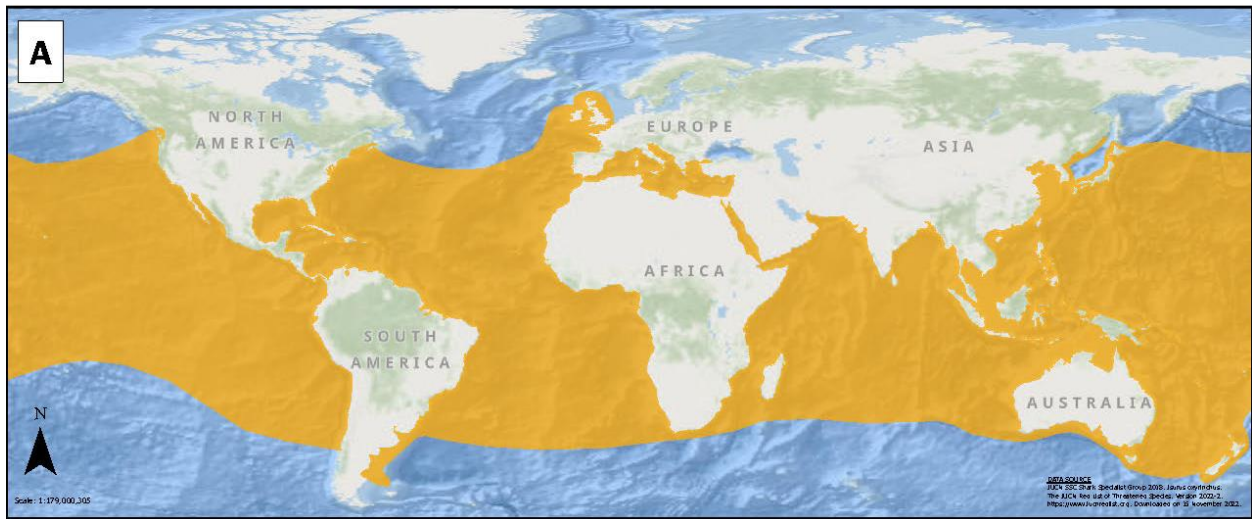 A
NORTH
AMERICA
EUROPE
ASIA
AFRICA
SOUTH
AMERICA
AUSTRALIA
N
Scale: 1:179,000,305
DATA SOURCE
IUCN SSC Shark Specialist Group 2018. Isurus oxyrinchus.
The IUCN Red List of Threatened Species. Version 2022-2.
https://www.iucnredlist.org. Downloaded on November 2022.